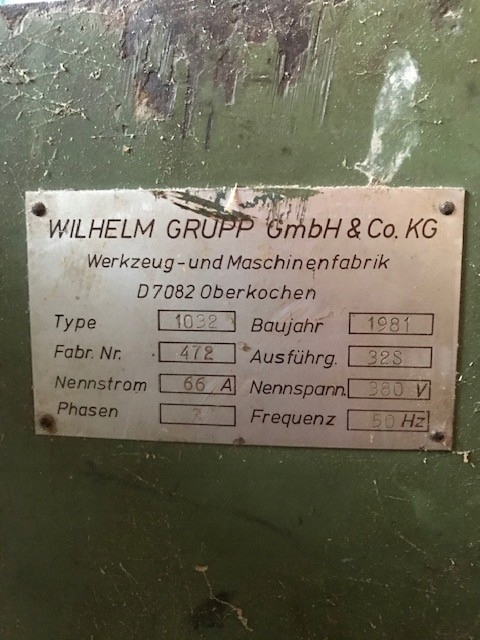 WILHELM GRUPP GmbH & Co. KG
Werkzeug-und Maschinenfabrik
D7082 Oberkochen
Type 1032 Baujahr 1981
Fabr. Nr. 472 Ausführg. 32S
Nennstrom 66 A Nennspann. 380 V
Phasen Frequenz 50 Hz